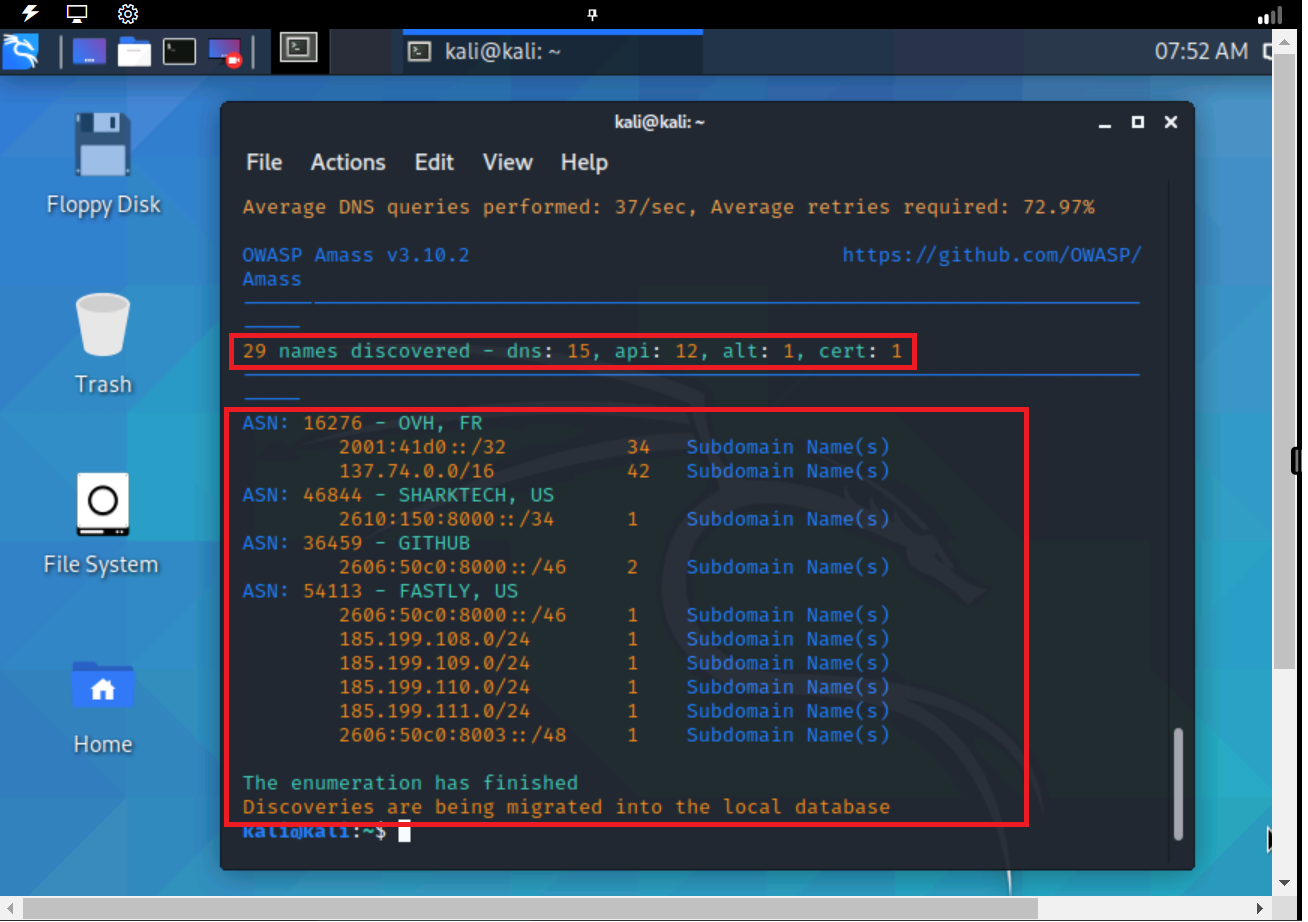 kali@kali: ~
07:52 AM
Floppy Disk
Trash
File System
Home
kali@kali: ~
File Actions Edit View Help
Average DNS queries performed: 37/sec, Average retries required: 72.97%
OWASP Amass v3.10.2 https://github.com/OWASP/
Amass
29 names discovered - dns: 15, api: 12, alt: 1, cert: 1
ASN: 16276 - OVH, FR
2001:41d0::/32 34 Subdomain Name(s)
137.74.0.0/16 42 Subdomain Name(s)
ASN: 46844 - SHARKTECH, US
2610:150:8000::/34 1 Subdomain Name(s)
ASN: 36459 - GITHUB
2606:50c0:8000::/46 2 Subdomain Name(s)
ASN: 54113 - FASTLY, US
2606:50c0:8000::/46 1 Subdomain Name(s)
185.199.108.0/24 1 Subdomain Name(s)
185.199.109.0/24 1 Subdomain Name(s)
185.199.110.0/24 1 Subdomain Name(s)
185.199.111.0/24 1 Subdomain Name(s)
2606:50c0:8003::/48 1 Subdomain Name(s)
The enumeration has finished
Discoveries are being migrated into the local database
kali@kali:~$